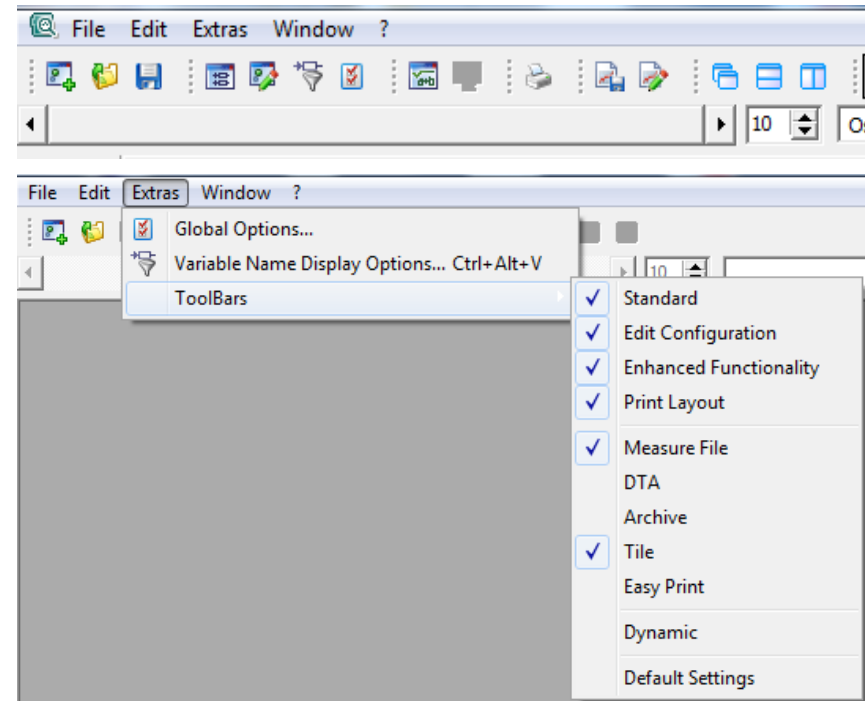 File Edit Extras Window ?
10
File Edit Extras Window ?
Global Options...
Variable Name Display Options... Ctrl+Alt+V
10
ToolBars
Standard
Edit Configuration
Enhanced Functionality
Print Layout
Measure File
DTA
Archive
Tile
Easy Print
Dynamic
Default Settings